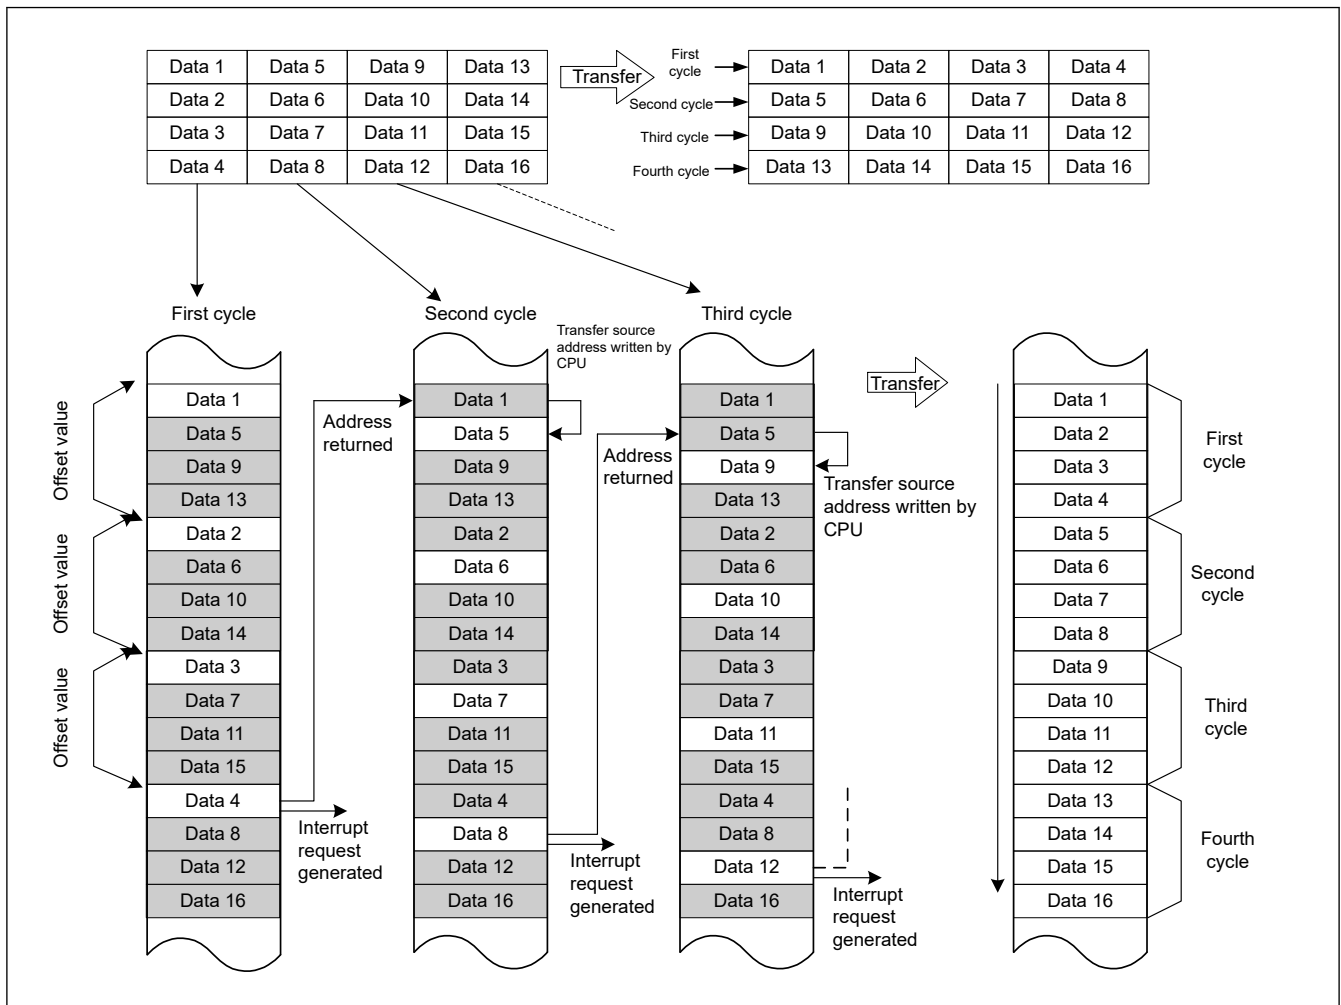 Data 1 Data 5 Data 9 Data 13
Data 2 Data 6 Data 10 Data 14
Data 3 Data 7 Data 11 Data 15
Data 4 Data 8 Data 12 Data 16
Transfer
First
cycle
Second cycle
Third cycle
Fourth cycle
Data 1 Data 2 Data 3 Data 4
Data 5 Data 6 Data 7 Data 8
Data 9 Data 10 Data 11 Data 12
Data 13 Data 14 Data 15 Data 16
First cycle
Offset value
Offset value
Offset value
Data 1
Data 5
Data 9
Data 13
Data 2
Data 6
Data 10
Data 14
Data 3
Data 7
Data 11
Data 15
Data 4
Data 8
Data 12
Data 16
Address
returned
Interrupt
request
generated
Second cycle
Transfer source
address written by
CPU
Data 1
Data 5
Data 9
Data 13
Data 2
Data 6
Data 10
Data 14
Data 3
Data 7
Data 11
Data 15
Data 4
Data 8
Data 12
Data 16
Address
returned
Interrupt
request
generated
Third cycle
Data 1
Data 5
Data 9
Data 13
Data 2
Data 6
Data 10
Data 14
Data 3
Data 7
Data 11
Data 15
Data 4
Data 8
Data 12
Data 16
Transfer source
address written by
CPU
Interrupt
request
generated
Transfer
Data 1
Data 2
Data 3
Data 4
Data 5
Data 6
Data 7
Data 8
Data 9
Data 10
Data 11
Data 12
Data 13
Data 14
Data 15
Data 16
First
cycle
Second
cycle
Third
cycle
Fourth
cycle